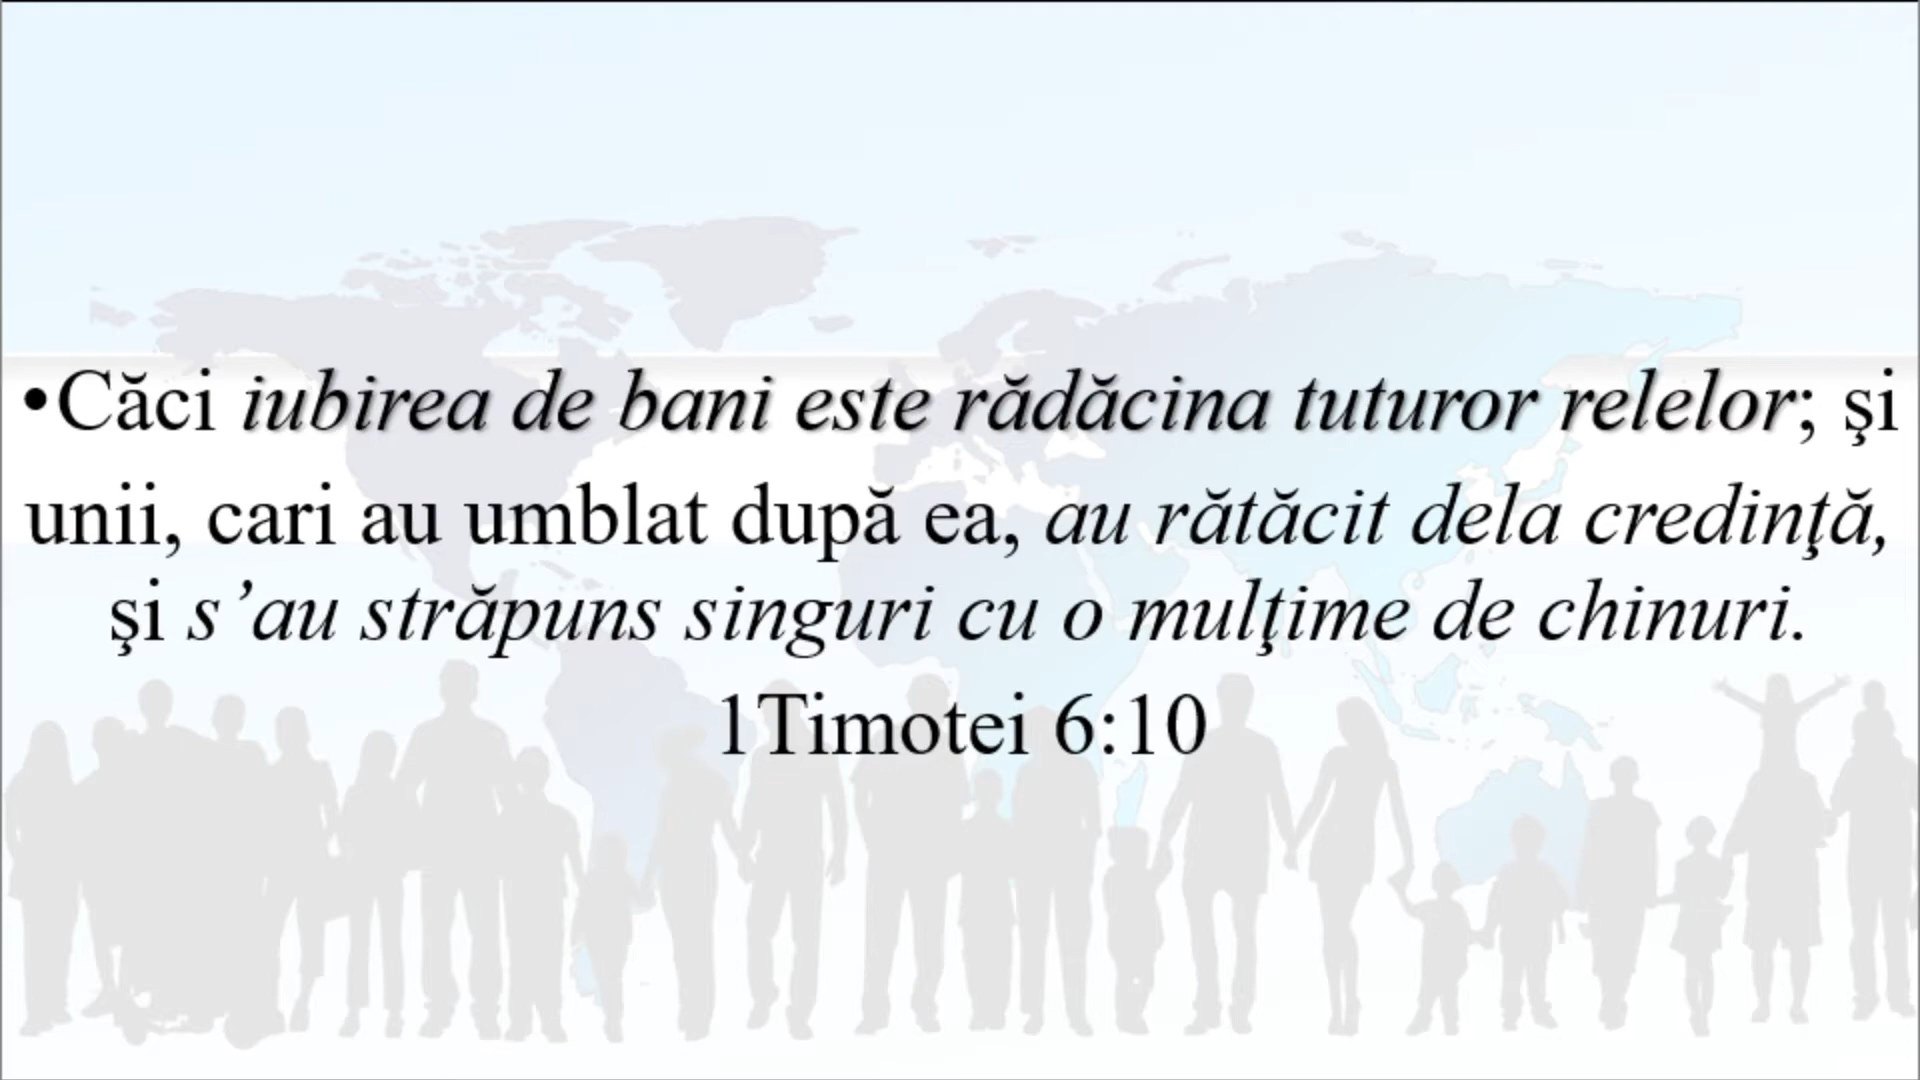 •Căci iubirea de bani este rădăcina tuturor relelor; şi
unii, cari au umblat după ea, au rătăcit dela credinţă,
şi s’au străpuns singuri cu o mulţime de chinuri.
1Timotei 6:10